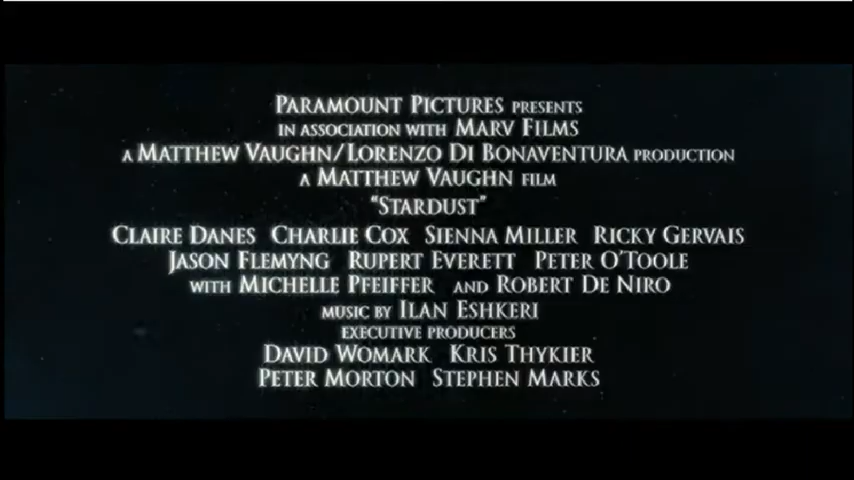 PARAMOUNT PICTURES PRESENTS
IN ASSOCIATION WITH MARV FILMS
A MATTHEW VAUGHN/LORENZO DI BONAVENTURA PRODUCTION
A MATTHEW VAUGHN FILM
“STARDUST”
CLAIRE DANES CHARLIE COX SIENNA MILLER RICKY GERVAIS
JASON FLEMYNG RUPERT EVERETT PETER O'TOOLE
WITH MICHELLE PFEIFFER AND ROBERT DE NIRO
MUSIC BY ILAN ESHKERI
EXECUTIVE PRODUCERS
DAVID WOMARK KRIS THYKIER
PETER MORTON STEPHEN MARKS